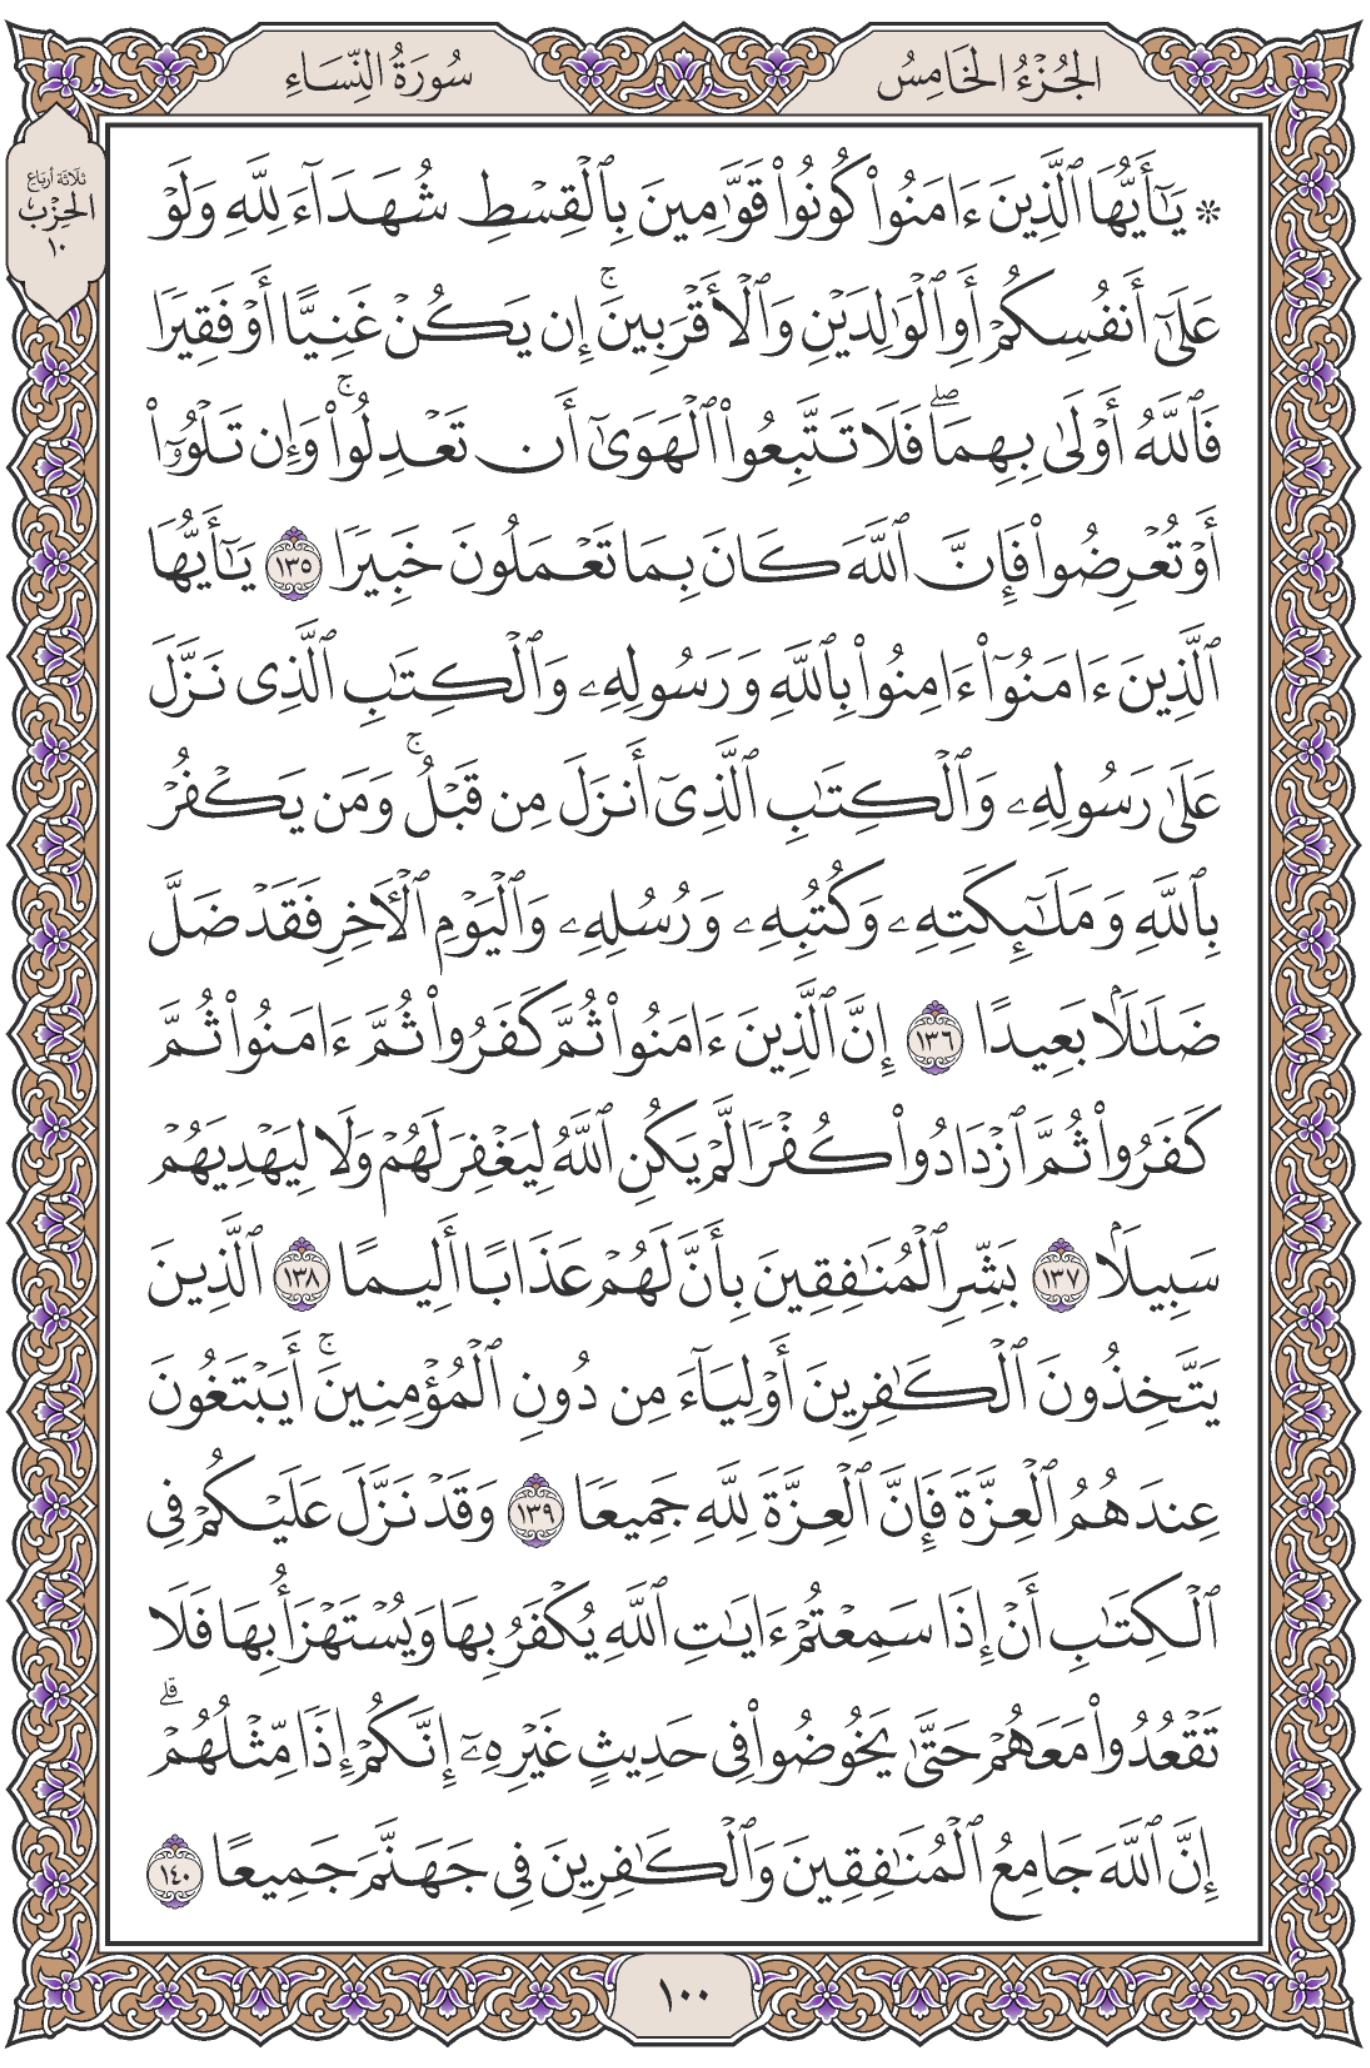 الجُزْءُ الخَامِسُ
سُورَةُ النِّسَاءِ
ثلاثة أرباع
الحِزْب
١٠
۞ يَـٰٓأَيُّهَا ٱلَّذِينَ ءَامَنُوا۟ كُونُوا۟ قَوَّٰمِينَ بِٱلْقِسْطِ شُهَدَآءَ لِلَّهِ وَلَوْ
عَلَىٰٓ أَنفُسِكُمْ أَوِ ٱلْوَٰلِدَيْنِ وَٱلْأَقْرَبِينَ ۚ إِن يَكُنْ غَنِيًّا أَوْ فَقِيرًا
فَٱللَّهُ أَوْلَىٰ بِهِمَا ۖ فَلَا تَتَّبِعُوا۟ ٱلْهَوَىٰٓ أَن تَعْدِلُوا۟ ۚ وَإِن تَلْوُۥٓا۟
أَوْ تُعْرِضُوا۟ فَإِنَّ ٱللَّهَ كَانَ بِمَا تَعْمَلُونَ خَبِيرًا ١٣٥ يَـٰٓأَيُّهَا
ٱلَّذِينَ ءَامَنُوٓا۟ ءَامِنُوا۟ بِٱللَّهِ وَرَسُولِهِۦ وَٱلْكِتَـٰبِ ٱلَّذِى نَزَّلَ
عَلَىٰ رَسُولِهِۦ وَٱلْكِتَـٰبِ ٱلَّذِىٓ أَنزَلَ مِن قَبْلُ ۚ وَمَن يَكْفُرْ
بِٱللَّهِ وَمَلَـٰٓئِكَتِهِۦ وَكُتُبِهِۦ وَرُسُلِهِۦ وَٱلْيَوْمِ ٱلْـَٔاخِرِ فَقَدْ ضَلَّ
ضَلَـٰلًۢا بَعِيدًا ١٣٦ إِنَّ ٱلَّذِينَ ءَامَنُوا۟ ثُمَّ كَفَرُوا۟ ثُمَّ ءَامَنُوا۟ ثُمَّ
كَفَرُوا۟ ثُمَّ ٱزْدَادُوا۟ كُفْرًا لَّمْ يَكُنِ ٱللَّهُ لِيَغْفِرَ لَهُمْ وَلَا لِيَهْدِيَهُمْ
سَبِيلًۢا ١٣٧ بَشِّرِ ٱلْمُنَـٰفِقِينَ بِأَنَّ لَهُمْ عَذَابًا أَلِيمًا ١٣٨ ٱلَّذِينَ
يَتَّخِذُونَ ٱلْكَـٰفِرِينَ أَوْلِيَآءَ مِن دُونِ ٱلْمُؤْمِنِينَ ۚ أَيَبْتَغُونَ
عِندَهُمُ ٱلْعِزَّةَ فَإِنَّ ٱلْعِزَّةَ لِلَّهِ جَمِيعًا ١٣٩ وَقَدْ نَزَّلَ عَلَيْكُمْ فِى
ٱلْكِتَـٰبِ أَنْ إِذَا سَمِعْتُمْ ءَايَـٰتِ ٱللَّهِ يُكْفَرُ بِهَا وَيُسْتَهْزَأُ بِهَا فَلَا
تَقْعُدُوا۟ مَعَهُمْ حَتَّىٰ يَخُوضُوا۟ فِى حَدِيثٍ غَيْرِهِۦٓ إِنَّكُمْ إِذًا مِّثْلُهُمْ ۗ
إِنَّ ٱللَّهَ جَامِعُ ٱلْمُنَـٰفِقِينَ وَٱلْكَـٰفِرِينَ فِى جَهَنَّمَ جَمِيعًا ١٤٠
١٠٠